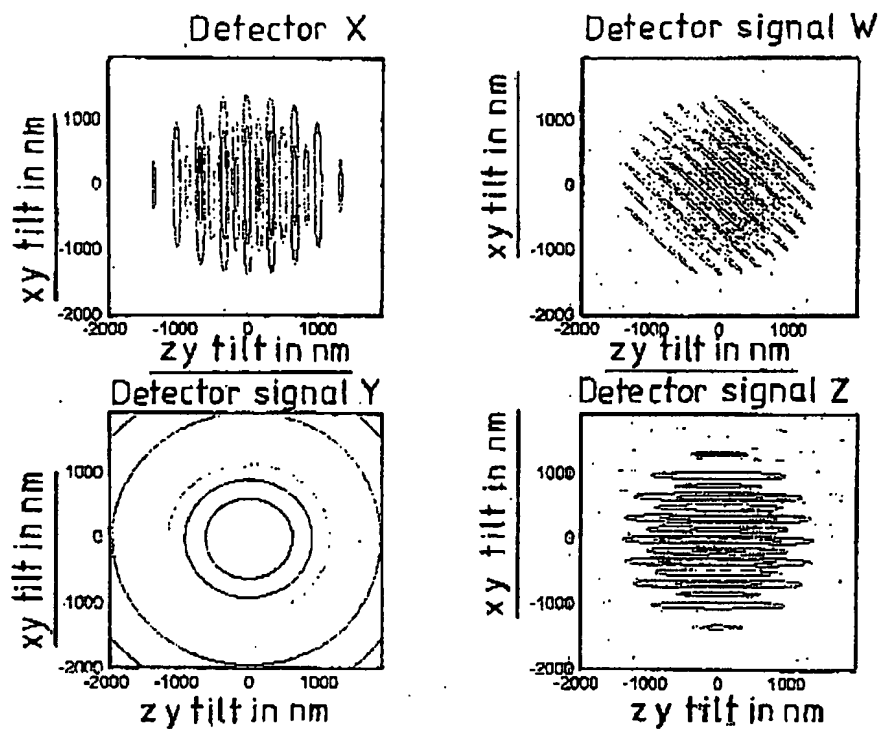 Detector X
xy tilt in nm
1000
0
-1000
-2000
-2000 -1000 0 1000
zy tilt in nm
Detector signal W
xy tilt in nm
1000
0
-1000
-2000
-2000 -1000 0 1000
zy tilt in nm
Detector signal Y
xy tilt in nm
1000
0
-1000
-2000
-2000 -1000 0 1000
zy tilt in nm
Detector signal Z
xy tilt in nm
1000
0
-1000
-2000
-2000 -1000 0 1000
zy tilt in nm